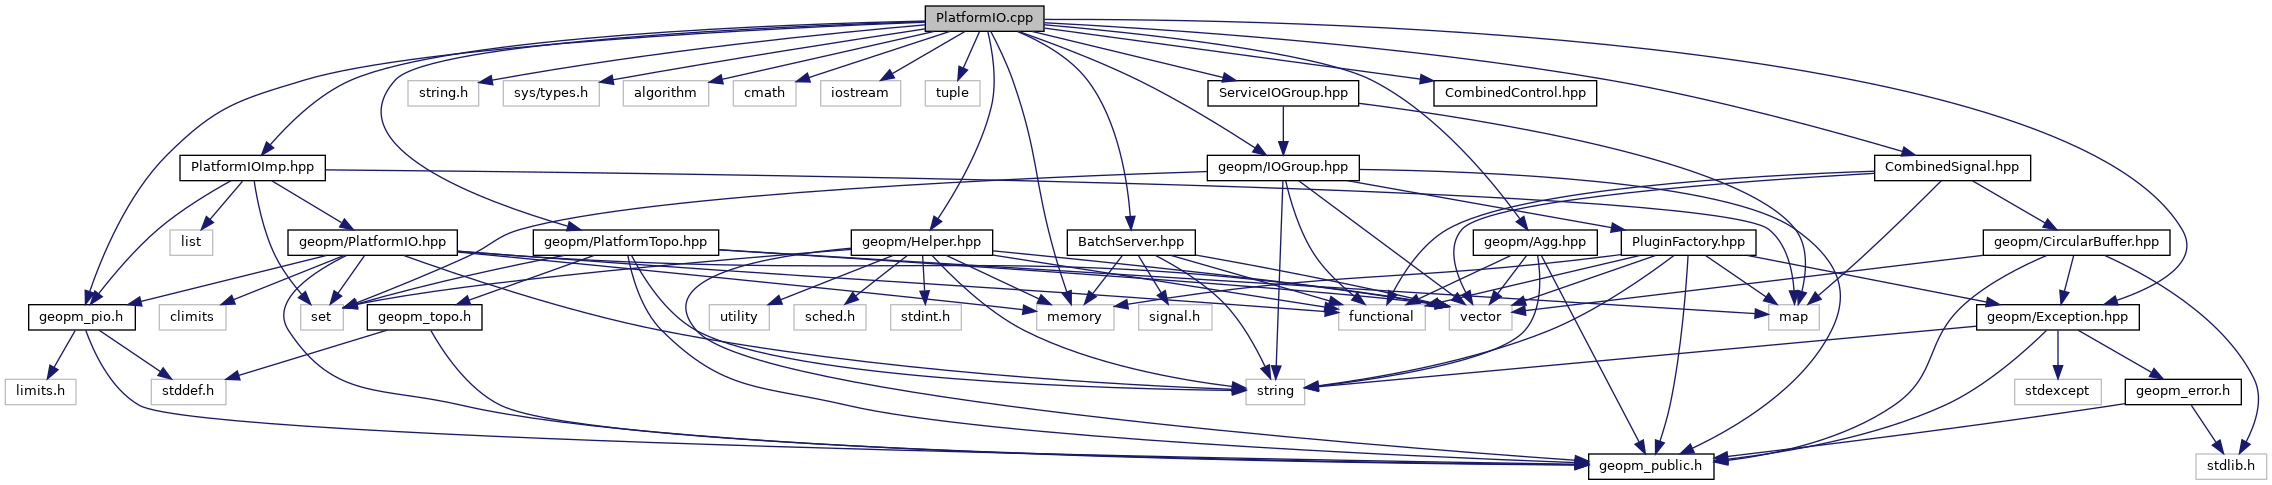 PlatformIO.cpp
string.h
sys/types.h
algorithm
cmath
iostream
tuple
ServiceIOGroup.hpp
CombinedControl.hpp
PlatformIOImp.hpp
geopm/IOGroup.hpp
CombinedSignal.hpp
list
geopm/PlatformIO.hpp
geopm/PlatformTopo.hpp
geopm/Helper.hpp
BatchServer.hpp
geopm/Agg.hpp
PluginFactory.hpp
geopm/CircularBuffer.hpp
geopm_pio.h
climits
set
geopm_topo.h
utility
sched.h
stdint.h
memory
signal.h
functional
vector
map
geopm/Exception.hpp
limits.h
stddef.h
string
stdexcept
geopm_error.h
geopm_public.h
stdlib.h